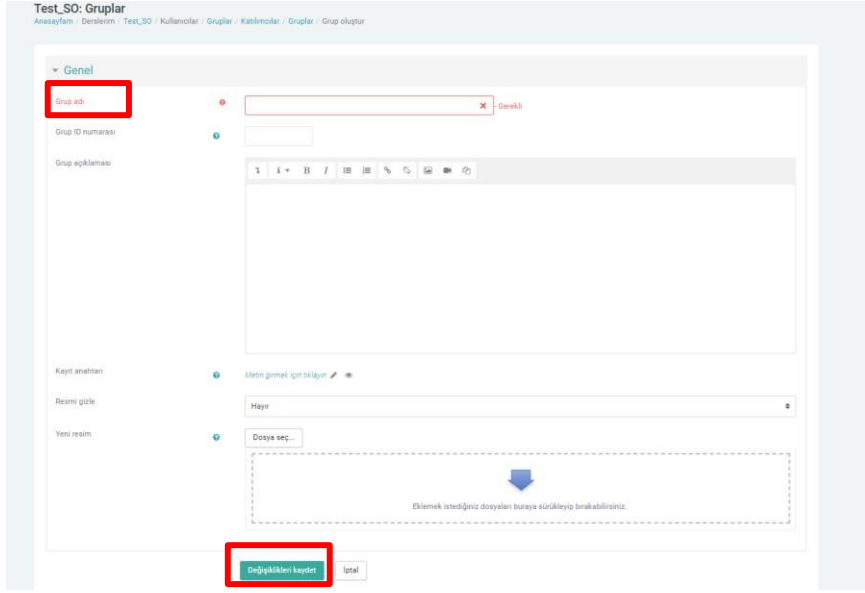 Test_SO: Gruplar
Anasayfam / Derslerim / Test_SO / Kullanıcılar / Gruplar / Katılımcılar / Gruplar / Grup oluştur
Genel
Grup adı
- Gerekli
Grup ID numarası
Grup açıklaması
Kayıt anahtarı
Metin girmek için tıklayın
Resmi gizle
Hayır
Yeni resim
Dosya seç...
Eklemek istediğiniz dosyaları buraya sürükleyip bırakabilirsiniz.
Değişiklikleri kaydet İptal